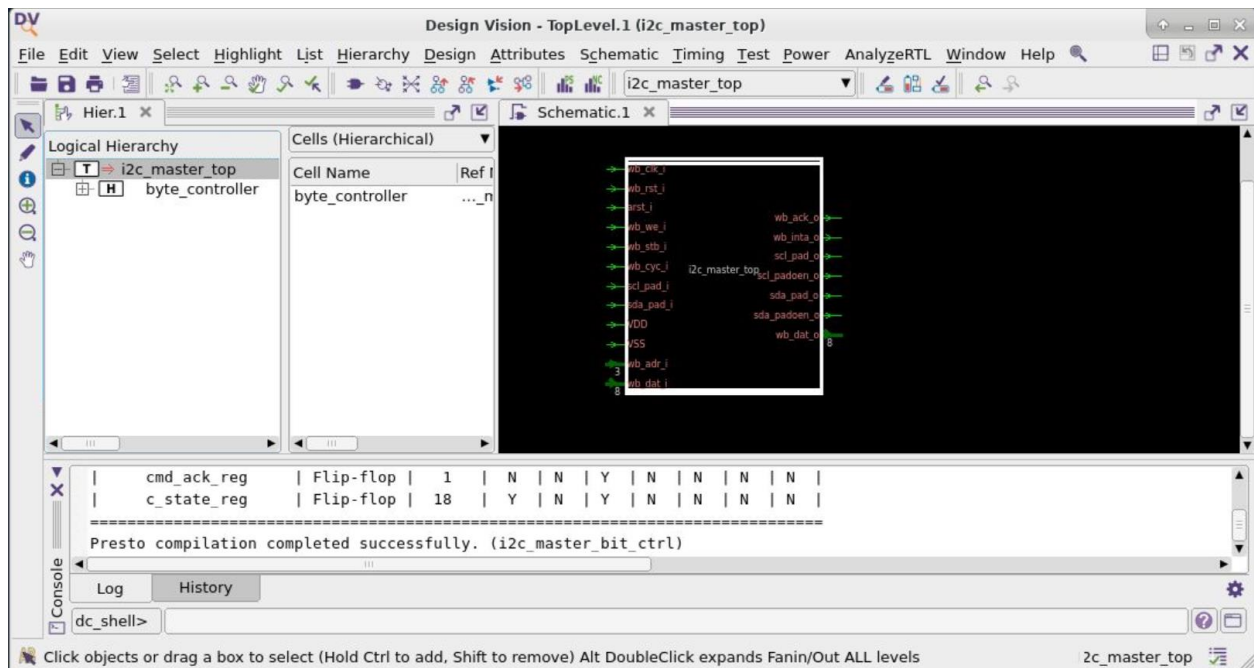 DV
Design Vision - TopLevel.1 (i2c_master_top)
File Edit View Select Highlight List Hierarchy Design Attributes Schematic Timing Test Power AnalyzeRTL Window Help
i2c_master_top
Hier.1
Schematic.1
Logical Hierarchy
T i2c_master_top
H byte_controller
Cells (Hierarchical)
Cell Name Ref
byte_controller ..._m
wb_clk_i
wb_rst_i
arst_i
wb_we_i
wb_stb_i
wb_cyc_i
scl_pad_i
sda_pad_i
VDD
VSS
wb_adr_i
3
wb_dat_i
8
i2c_master_top
wb_ack_o
wb_inta_o
scl_pad_o
scl_padoen_o
sda_pad_o
sda_padoen_o
wb_dat_o
8
| cmd_ack_reg | Flip-flop | 1 | N | N | Y | N | N | N | N |
| c_state_reg | Flip-flop | 18 | Y | N | Y | N | N | N | N |
===============================================================================
Presto compilation completed successfully. (i2c_master_bit_ctrl)
Console
Log History
dc_shell>
Click objects or drag a box to select (Hold Ctrl to add, Shift to remove) Alt DoubleClick expands Fanin/Out ALL levels
2c_master_top